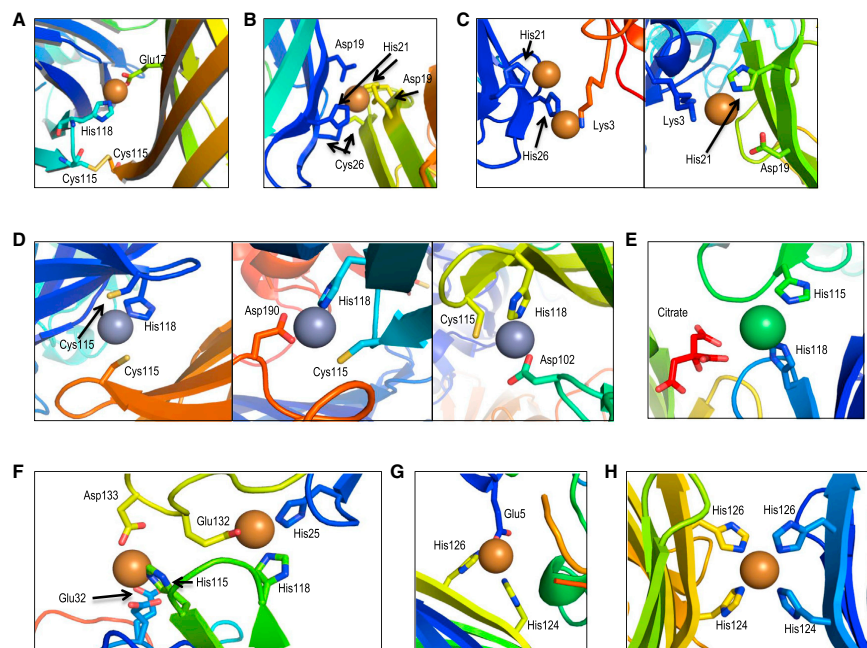 A
Glu17
His118
Cys115
Cys115
B
Asp19
His21
Asp19
Cys26
C
His21
His26
Lys3
Lys3
His21
Asp19
D
Cys115
His118
Cys115
Asp190
His118
Cys115
Cys115
His118
Asp102
E
Citrate
His115
His118
F
Asp133
Glu132
His25
Glu32
His115
His118
G
Glu5
His126
His124
H
His126
His126
His124
His124